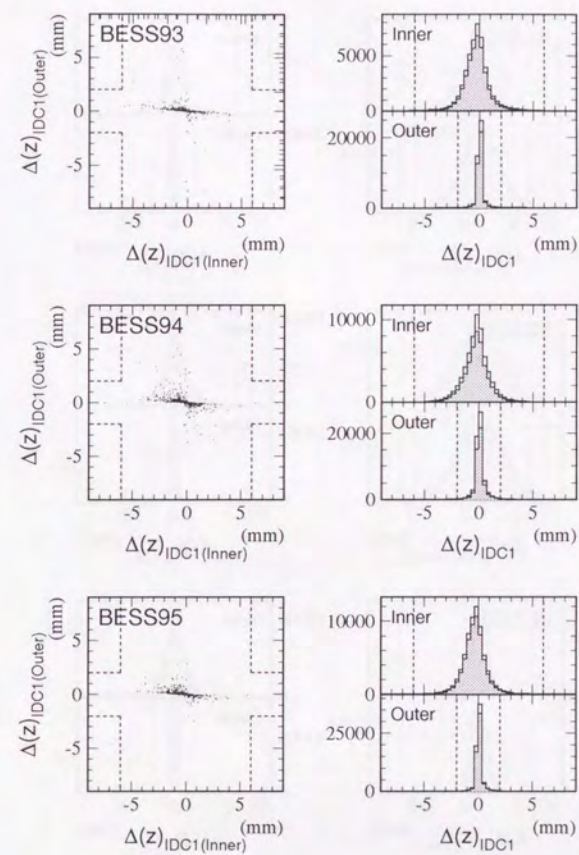 BESS93
Δ(z)IDC1(Outer) (mm)
5
0
-5
-5 0 5
(mm)
Δ(z)IDC1(Inner)
Inner
5000
0
Outer
20000
0
-5 0 5
(mm)
Δ(z)IDC1
BESS94
Δ(z)IDC1(Outer) (mm)
5
0
-5
-5 0 5
(mm)
Δ(z)IDC1(Inner)
Inner
10000
0
Outer
20000
0
-5 0 5
(mm)
Δ(z)IDC1
BESS95
Δ(z)IDC1(Outer) (mm)
5
0
-5
-5 0 5
(mm)
Δ(z)IDC1(Inner)
Inner
10000
0
Outer
25000
0
-5 0 5
(mm)
Δ(z)IDC1